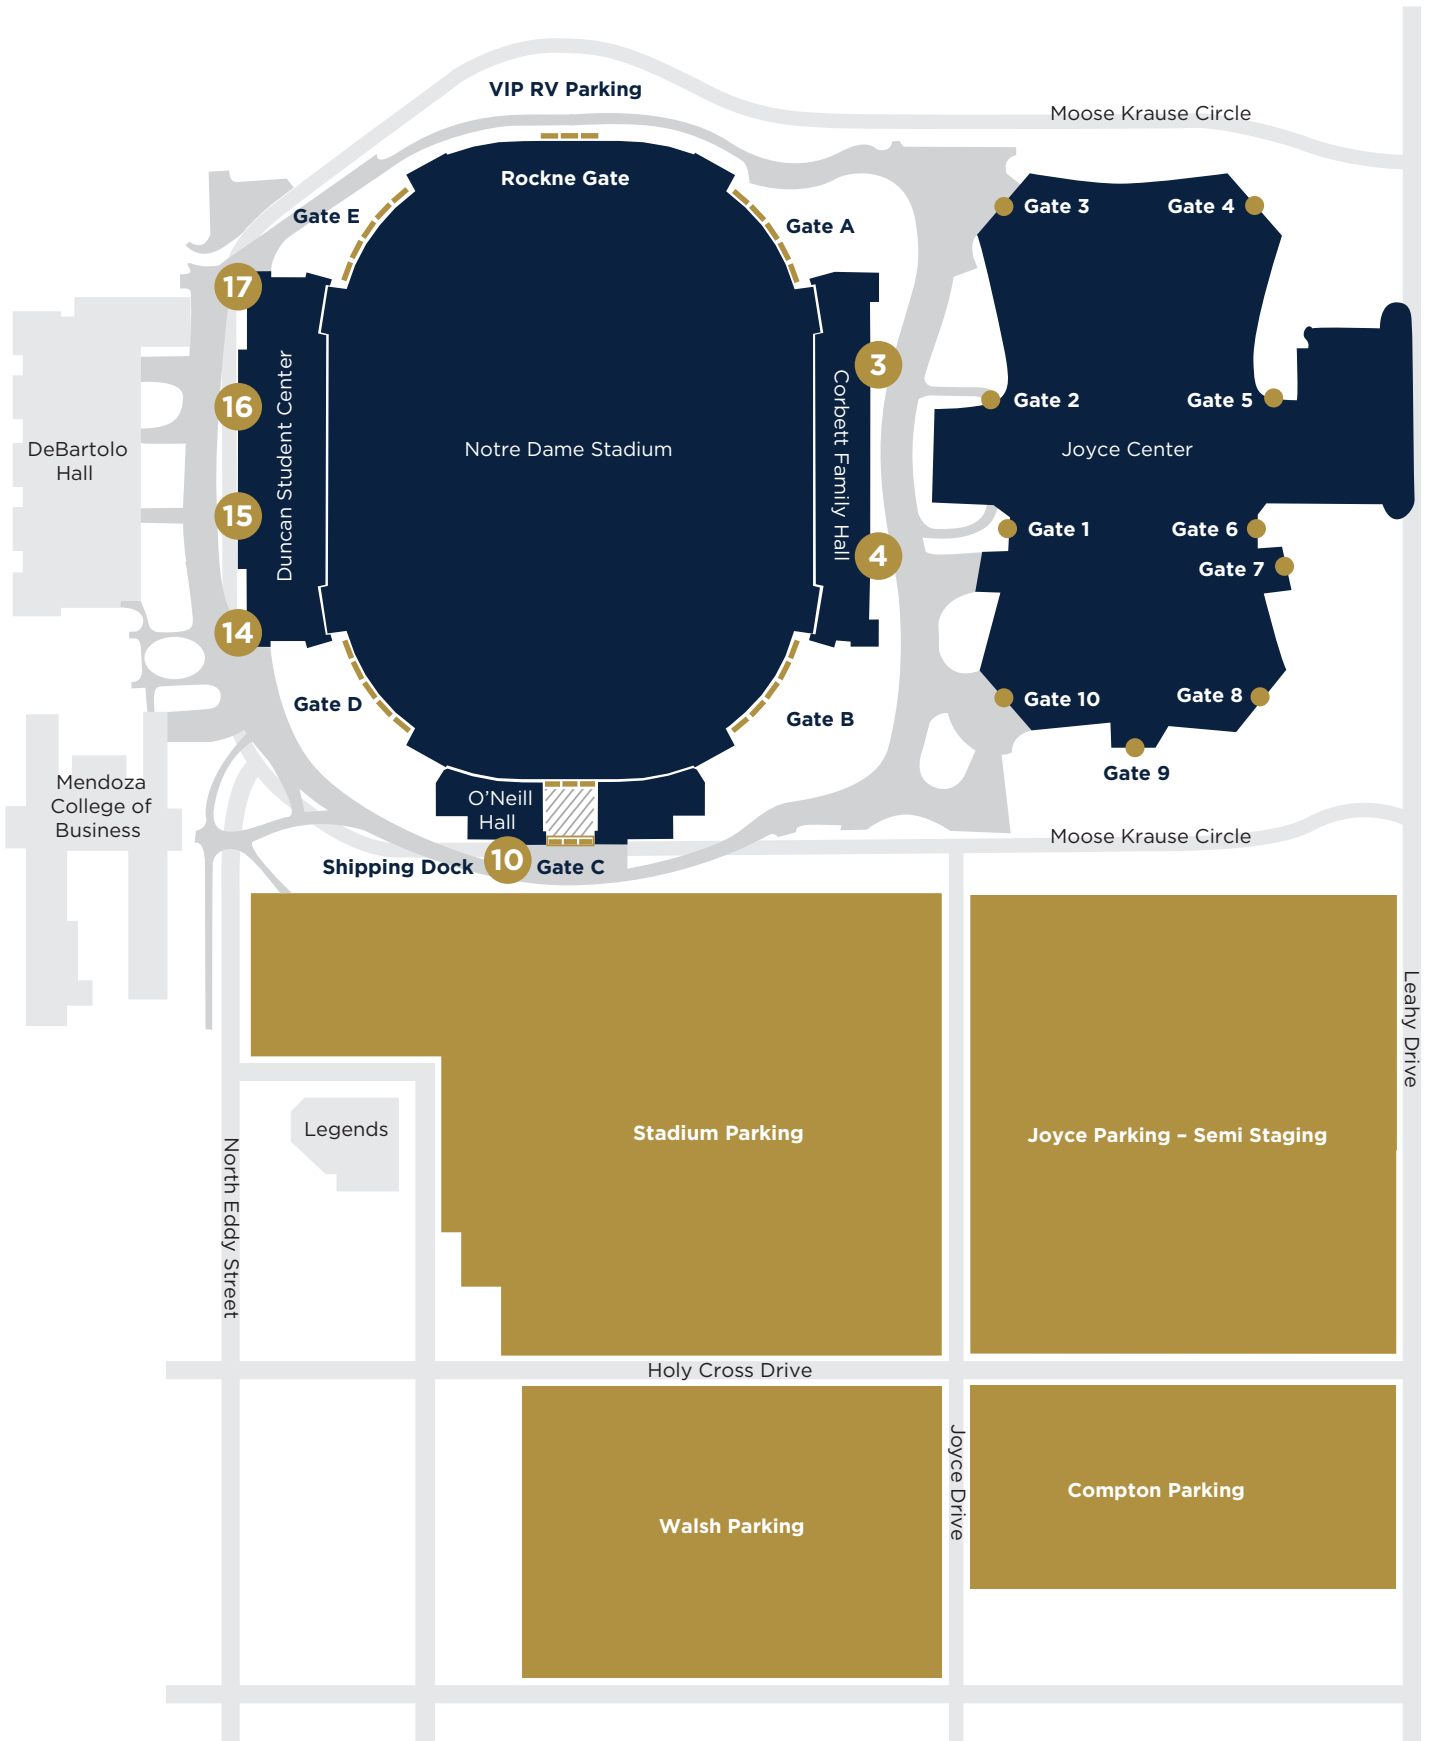 VIP RV Parking
Moose Krause Circle
Rockne Gate
Gate E
Gate A
Gate 3
Gate 4
17
3
16
Duncan Student Center
Corbett Family Hall
Gate 2
Gate 5
DeBartolo
Hall
Notre Dame Stadium
Joyce Center
15
4
Gate 1
Gate 6
Gate 7
14
Gate D
Gate B
Gate 10
Gate 8
Gate 9
Mendoza
College of
Business
O'Neill
Hall
Moose Krause Circle
Shipping Dock
10
Gate C
Leahy Drive
Legends
Stadium Parking
Joyce Parking – Semi Staging
North Eddy Street
Holy Cross Drive
Joyce Drive
Compton Parking
Walsh Parking